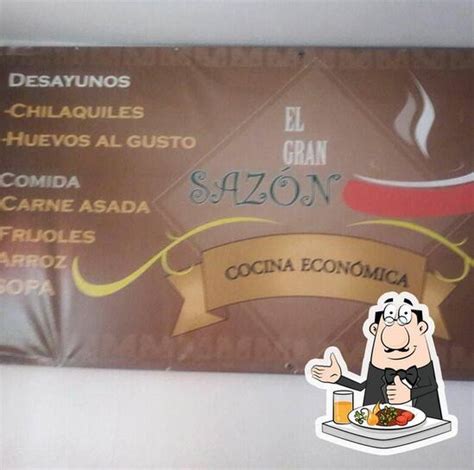 DESAYUNOS
-CHILAQUILES
-HUEVOS AL GUSTO
COMIDA
-CARNE ASADA
FRIJOLES
ARROZ
SOPA
EL
GRAN
SAZÓN
COCINA ECONÓMICA